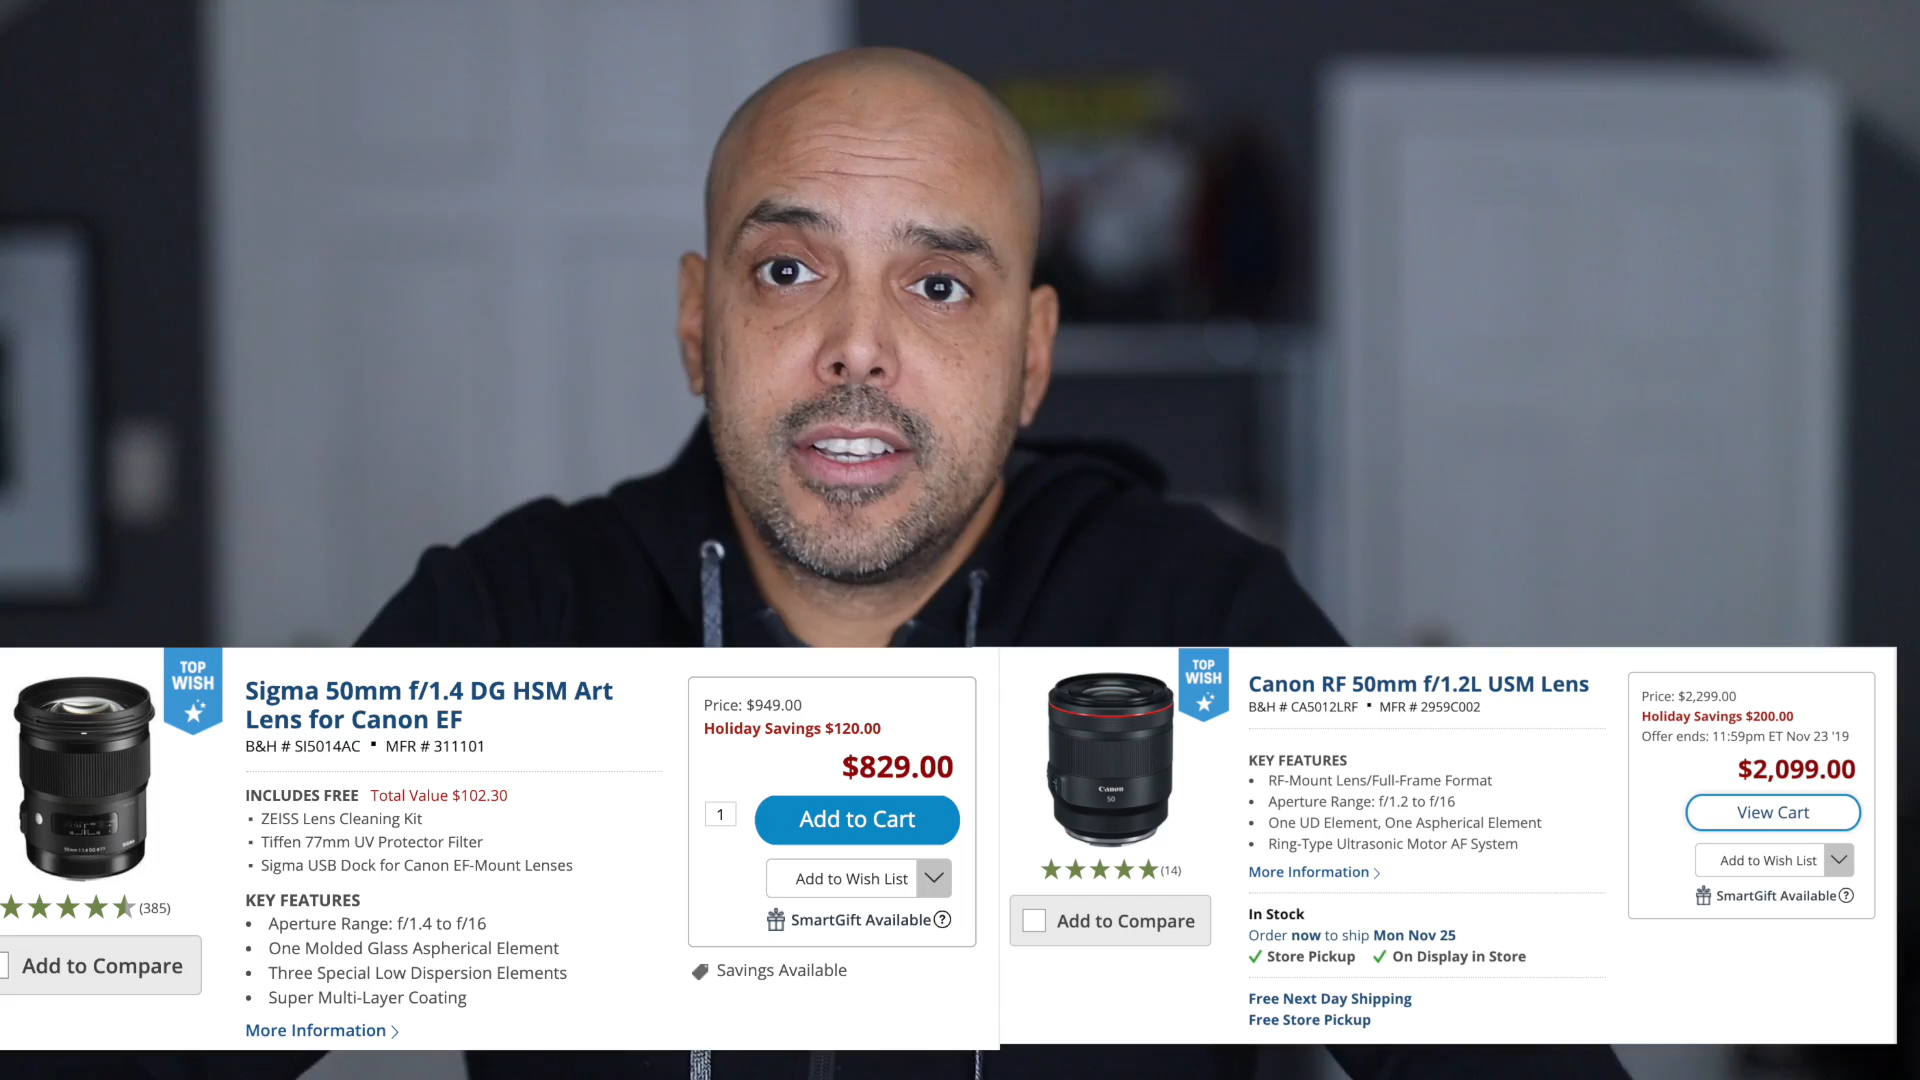 TOP
WISH
Sigma 50mm f/1.4 DG HSM Art
Lens for Canon EF
B&H # SI5014AC ▪ MFR # 311101
INCLUDES FREE Total Value $102.30
▪ ZEISS Lens Cleaning Kit
▪ Tiffen 77mm UV Protector Filter
▪ Sigma USB Dock for Canon EF-Mount Lenses
KEY FEATURES
• Aperture Range: f/1.4 to f/16
• One Molded Glass Aspherical Element
• Three Special Low Dispersion Elements
• Super Multi-Layer Coating
More Information >
(385)
Add to Compare
Price: $949.00
Holiday Savings $120.00
$829.00
1
Add to Cart
Add to Wish List
SmartGift Available ?
Savings Available
TOP
WISH
Canon
50
(14)
Add to Compare
Canon RF 50mm f/1.2L USM Lens
B&H # CA5012LRF ▪ MFR # 2959C002
KEY FEATURES
• RF-Mount Lens/Full-Frame Format
• Aperture Range: f/1.2 to f/16
• One UD Element, One Aspherical Element
• Ring-Type Ultrasonic Motor AF System
More Information >
In Stock
Order now to ship Mon Nov 25
✓ Store Pickup ✓ On Display in Store
Free Next Day Shipping
Free Store Pickup
Price: $2,299.00
Holiday Savings $200.00
Offer ends: 11:59pm ET Nov 23 '19
$2,099.00
View Cart
Add to Wish List
SmartGift Available ?